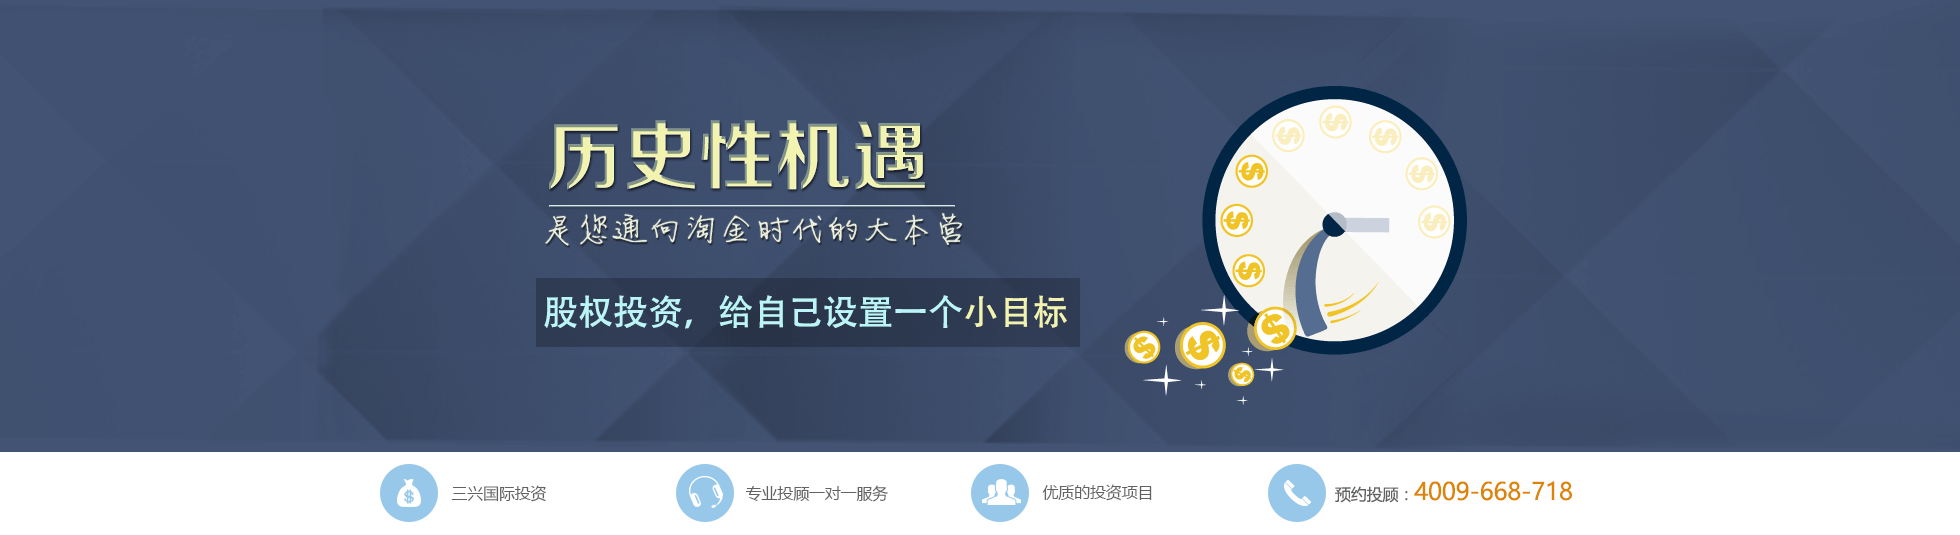 历史性机遇
是您通向淘金时代的大本营
股权投资，给自己设置一个小目标
三兴国际投资
专业投顾一对一服务
优质的投资项目
预约投顾：4009-668-718